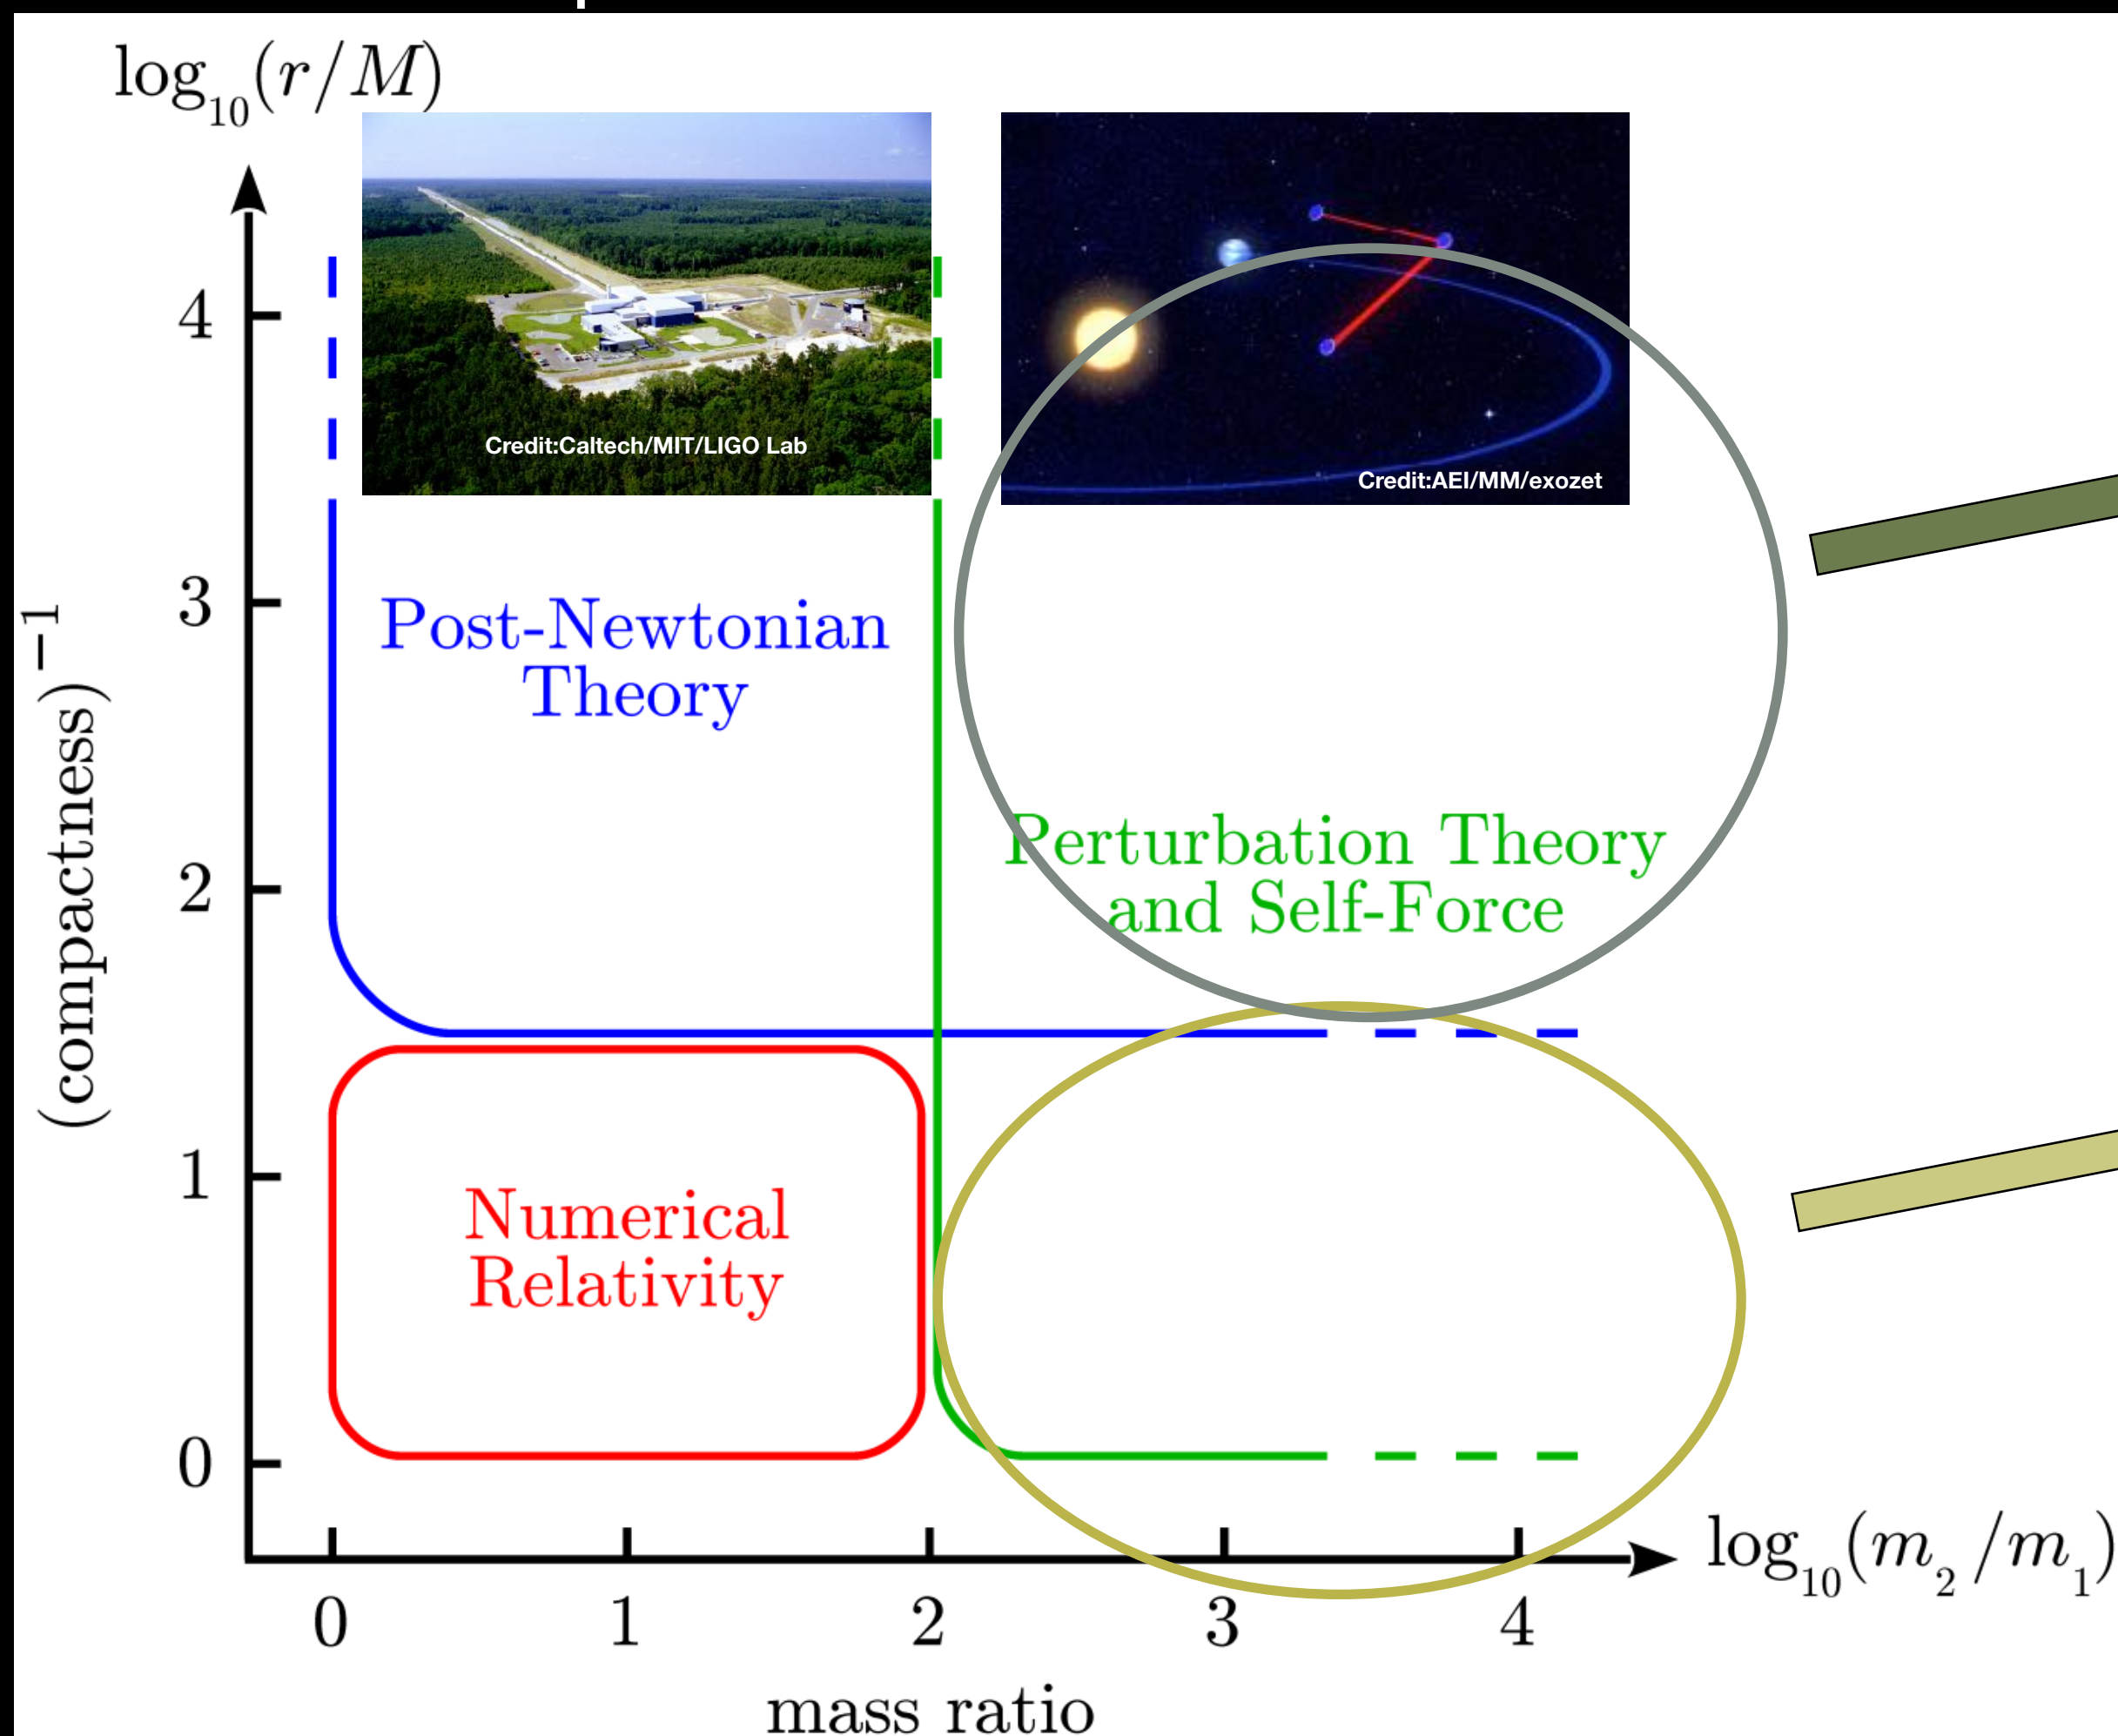 log₁₀(r/M)
Credit:Caltech/MIT/LIGO Lab
Credit:AEI/MM/exozet
4
3
2
1
0
(compactness)⁻¹
Post-Newtonian
Theory
Perturbation Theory
and Self-Force
Numerical
Relativity
log₁₀(m₂/m₁)
0 1 2 3 4
mass ratio